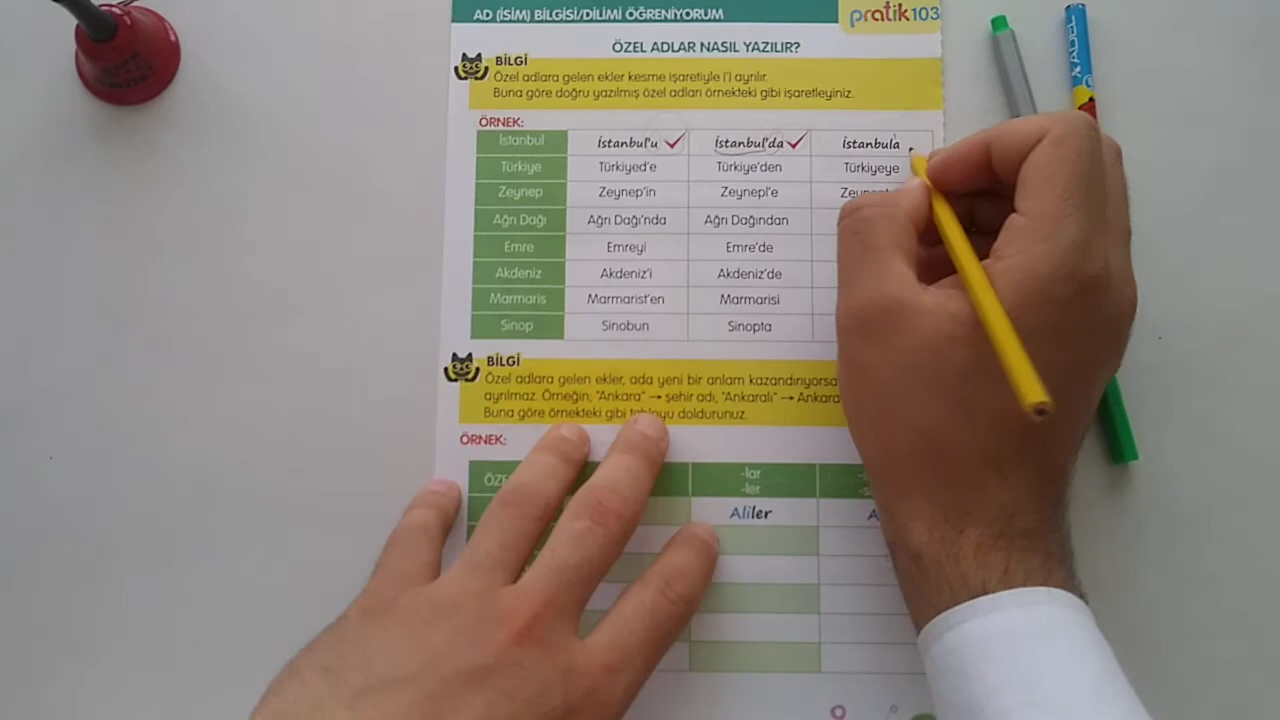 AD (İSİM) BİLGİSİ/DİLİMİ ÖĞRENİYORUM
pratik103
ÖZEL ADLAR NASIL YAZILIR?
BİLGİ
Özel adlara gelen ekler kesme işaretiyle (') ayrılır.
Buna göre doğru yazılmış özel adları örnekteki gibi işaretleyiniz.
ÖRNEK:
İstanbul İstanbul'u İstanbul'da İstanbula
Türkiye Türkiyed'e Türkiye'den Türkiyeye
Zeynep Zeynep'in Zeynepl'e
Ağrı Dağı Ağrı Dağı'nda Ağrı Dağından
Emre Emreyi Emre'de
Akdeniz Akdeniz'i Akdeniz'de
Marmaris Marmarist'en Marmarisi
Sinop Sinobun Sinopta
BİLGİ
Özel adlara gelen ekler, ada yeni bir anlam kazandırıyorsa
ayrılmaz. Örneğin, "Ankara" → şehir adı, "Ankaralı" → Ankara
Buna göre örnekteki gibi tabloyu doldurunuz.
ÖRNEK:
-lar
-ler
Aliler
ADEL